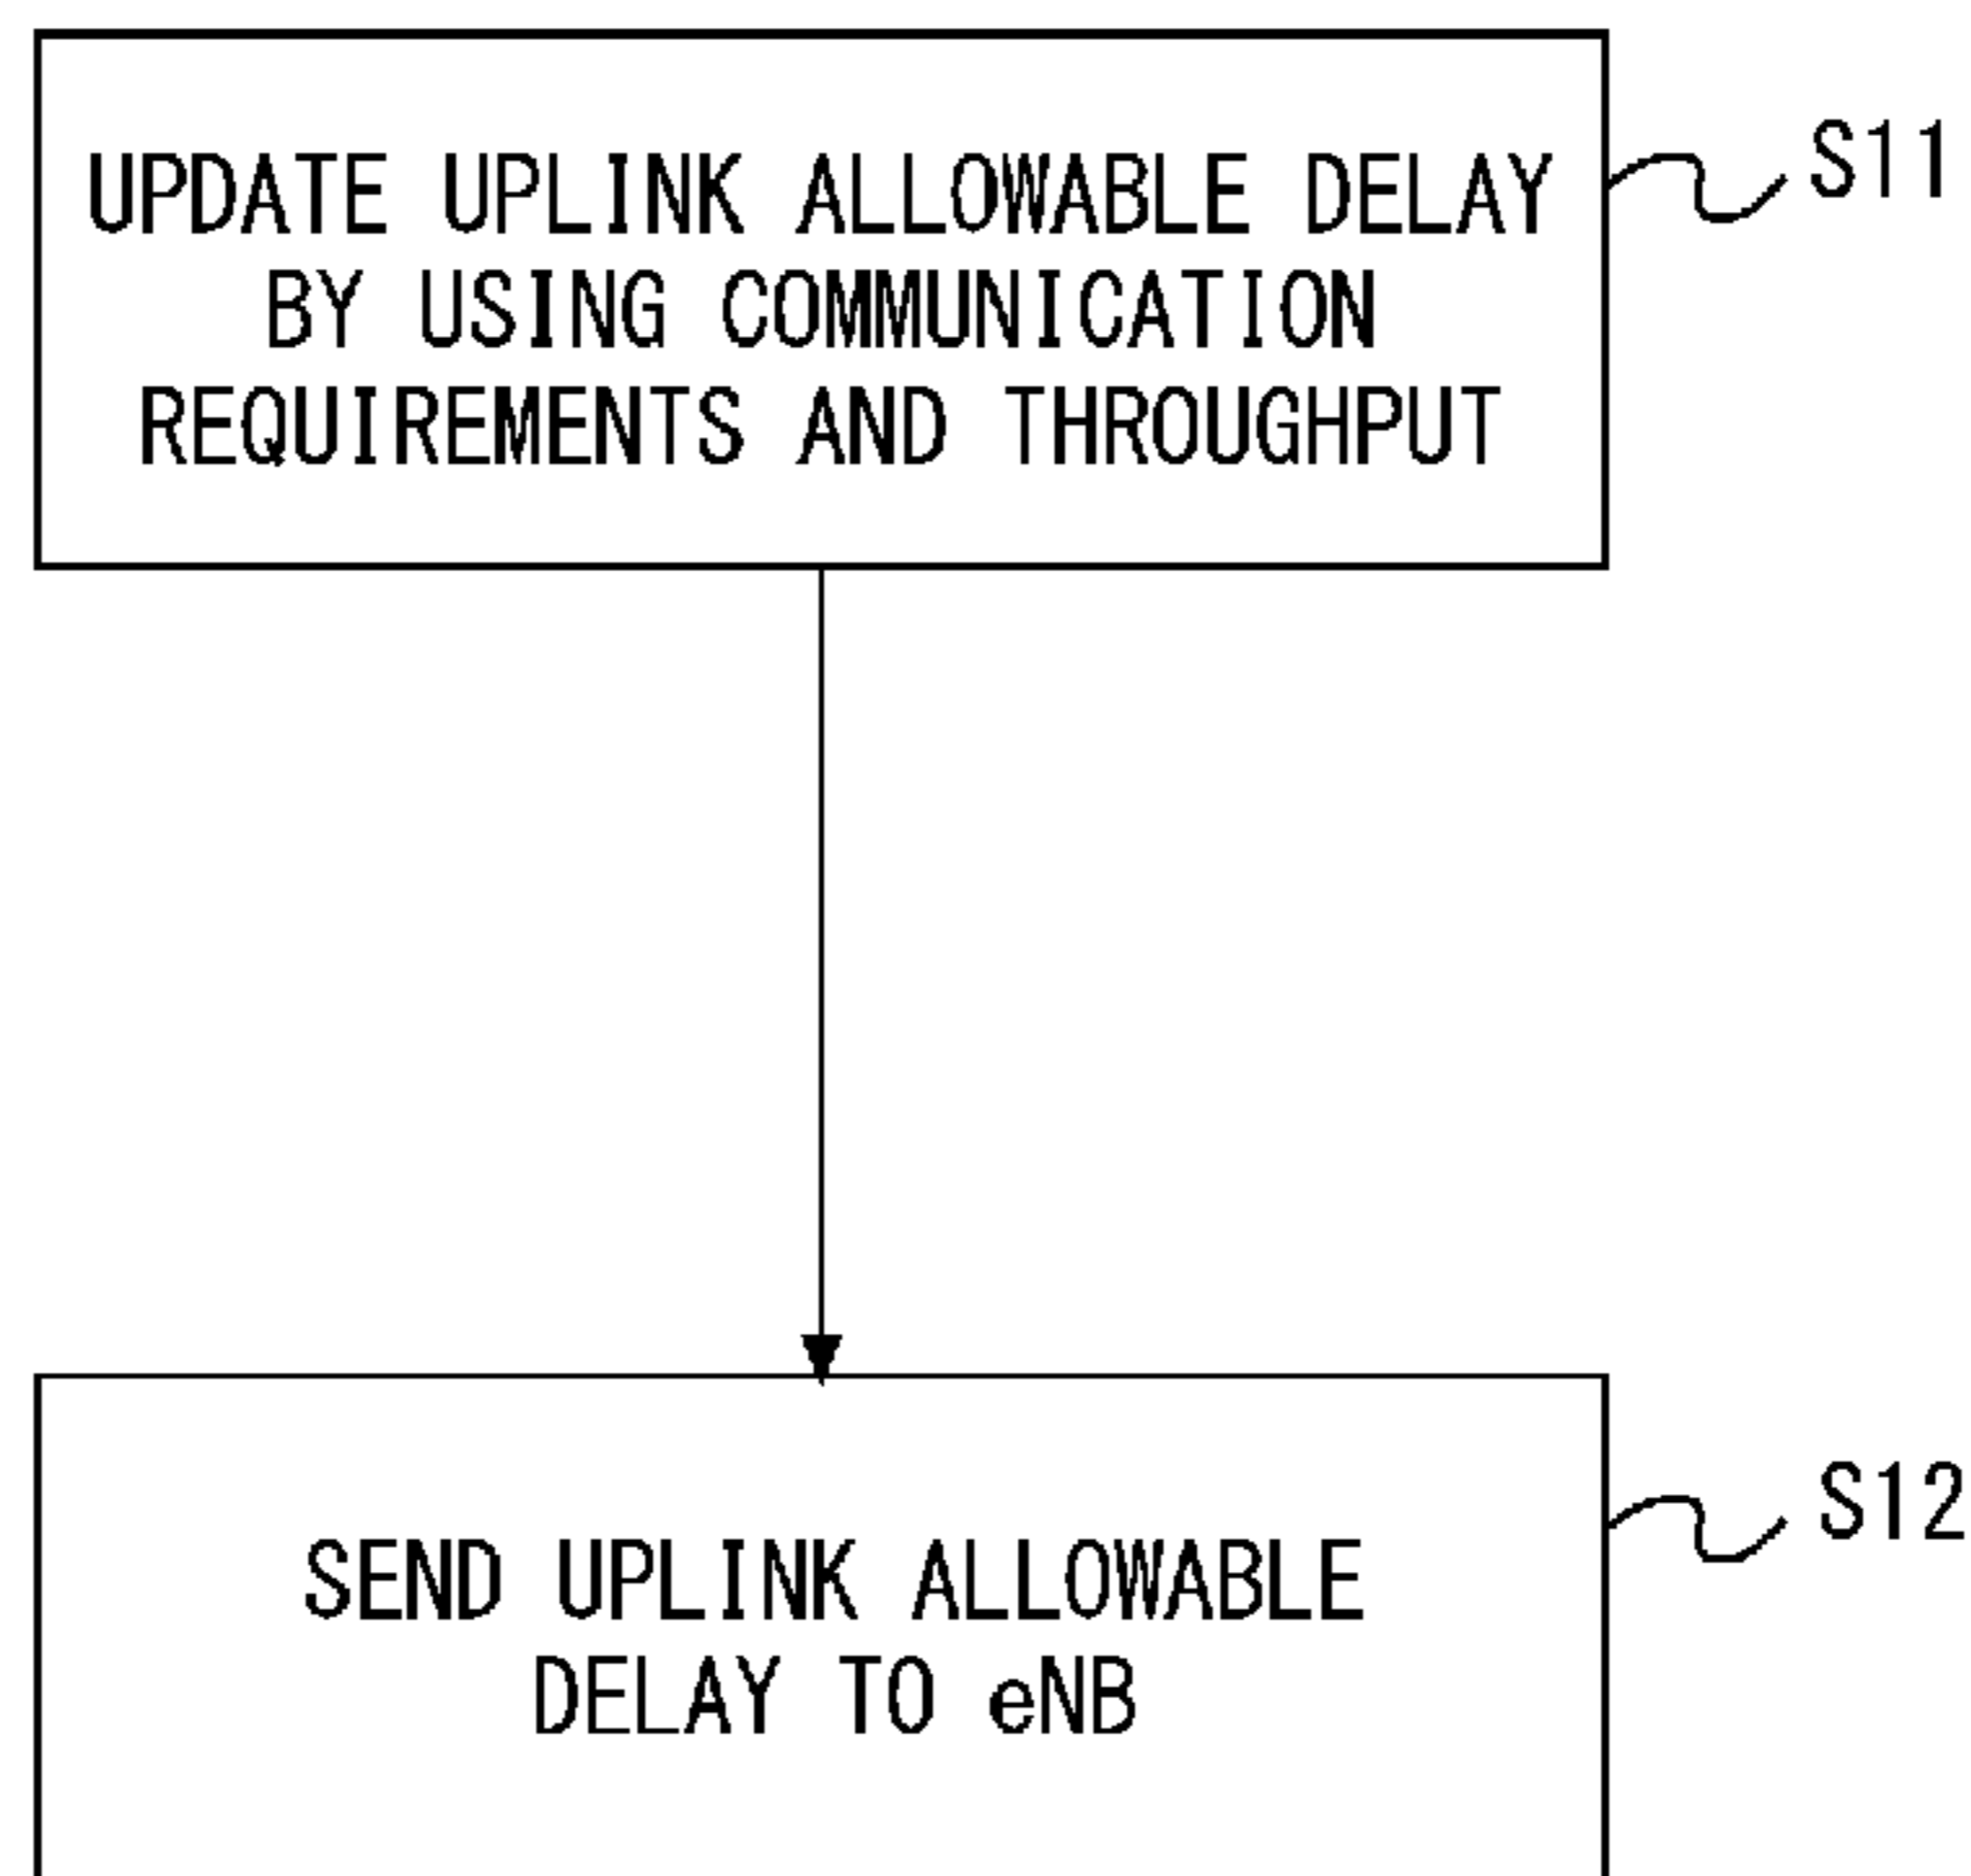 UPDATE UPLINK ALLOWABLE DELAY
BY USING COMMUNICATION
REQUIREMENTS AND THROUGHPUT
S11
SEND UPLINK ALLOWABLE
DELAY TO eNB
S12